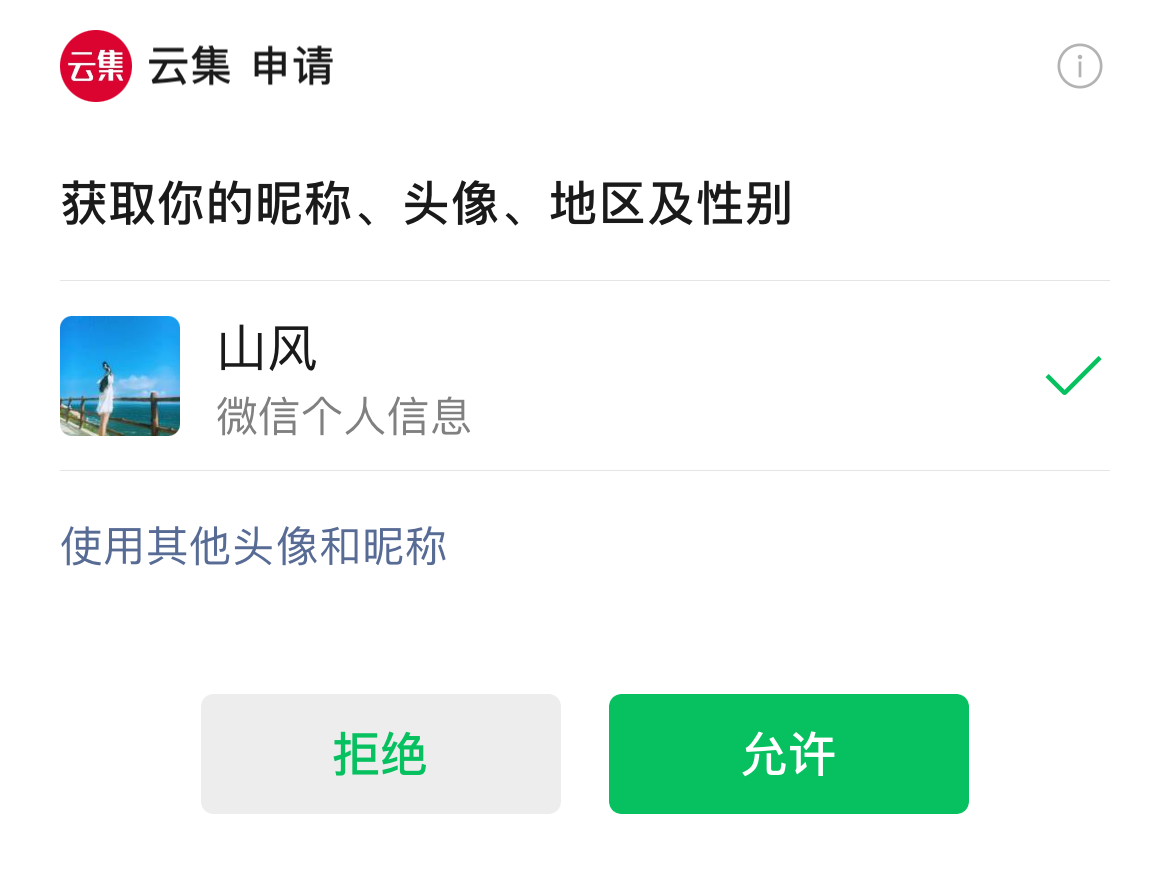 云集 云集 申请
获取你的昵称、头像、地区及性别
山风
微信个人信息
使用其他头像和昵称
拒绝 允许